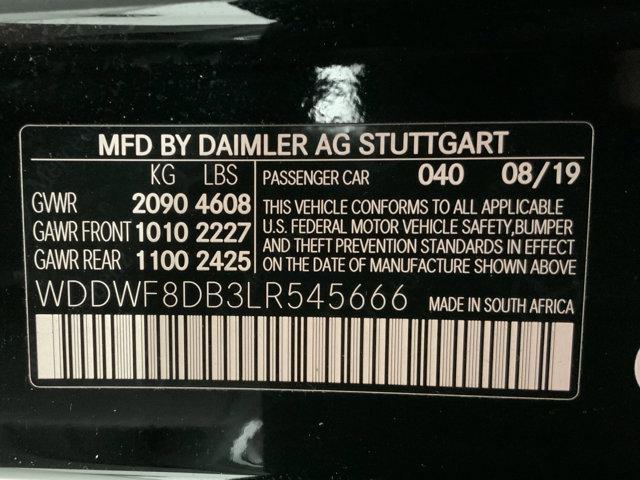 MFD BY DAIMLER AG STUTTGART
KG LBS
GVWR 2090 4608
GAWR FRONT 1010 2227
GAWR REAR 1100 2425
PASSENGER CAR 040 08/19
THIS VEHICLE CONFORMS TO ALL APPLICABLE
U.S. FEDERAL MOTOR VEHICLE SAFETY, BUMPER
AND THEFT PREVENTION STANDARDS IN EFFECT
ON THE DATE OF MANUFACTURE SHOWN ABOVE
WDDWF8DB3LR545666 MADE IN SOUTH AFRICA